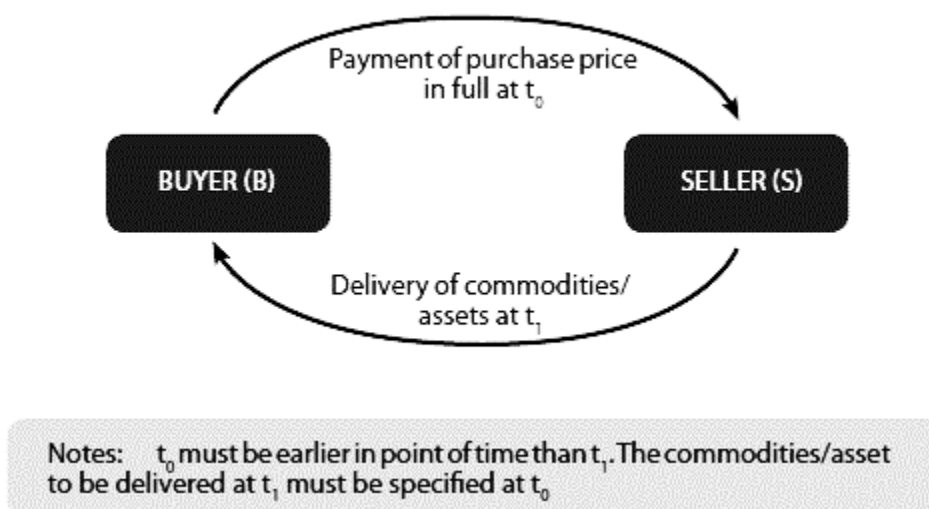 Payment of purchase price
in full at t₀
BUYER (B)
SELLER (S)
Delivery of commodities/
assets at t₁
Notes: t₀ must be earlier in point of time than t₁. The commodities/asset
to be delivered at t₁ must be specified at t₀